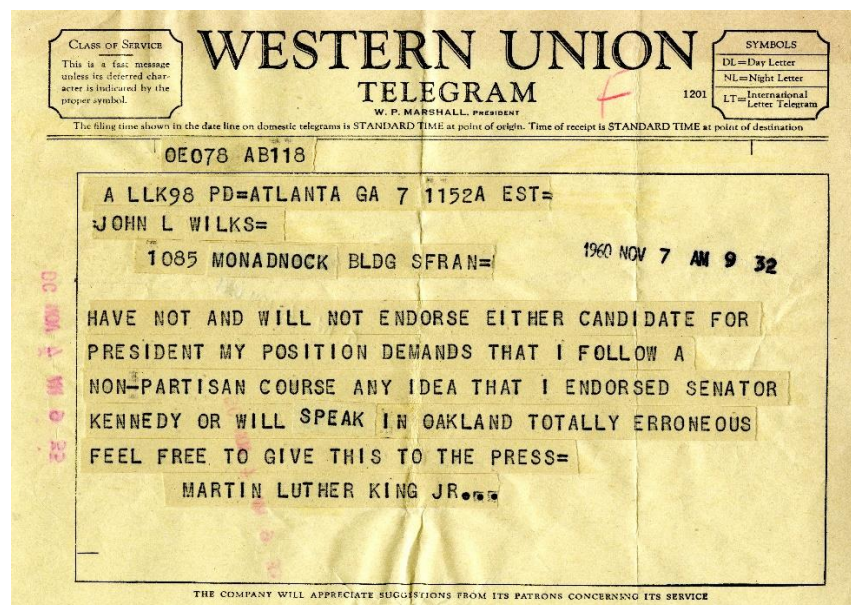 CLASS OF SERVICE
This is a fast message
unless its deferred char-
acter is indicated by the
proper symbol.
WESTERN UNION
TELEGRAM
W. P. MARSHALL, PRESIDENT
1201
SYMBOLS
DL=Day Letter
NL=Night Letter
LT=International Letter Telegram
The filing time shown in the date line on domestic telegrams is STANDARD TIME at point of origin. Time of receipt is STANDARD TIME at point of destination
OE078 AB118
A LLK98 PD=ATLANTA GA 7 1152A EST=
JOHN L WILKS=
1085 MONADNOCK BLDG SFRAN=
1960 NOV 7 AM 9 32
HAVE NOT AND WILL NOT ENDORSE EITHER CANDIDATE FOR
PRESIDENT MY POSITION DEMANDS THAT I FOLLOW A
NON-PARTISAN COURSE ANY IDEA THAT I ENDORSED SENATOR
KENNEDY OR WILL SPEAK IN OAKLAND TOTALLY ERRONEOUS
FEEL FREE TO GIVE THIS TO THE PRESS=
MARTIN LUTHER KING JR...
THE COMPANY WILL APPRECIATE SUGGESTIONS FROM ITS PATRONS CONCERNING ITS SERVICE